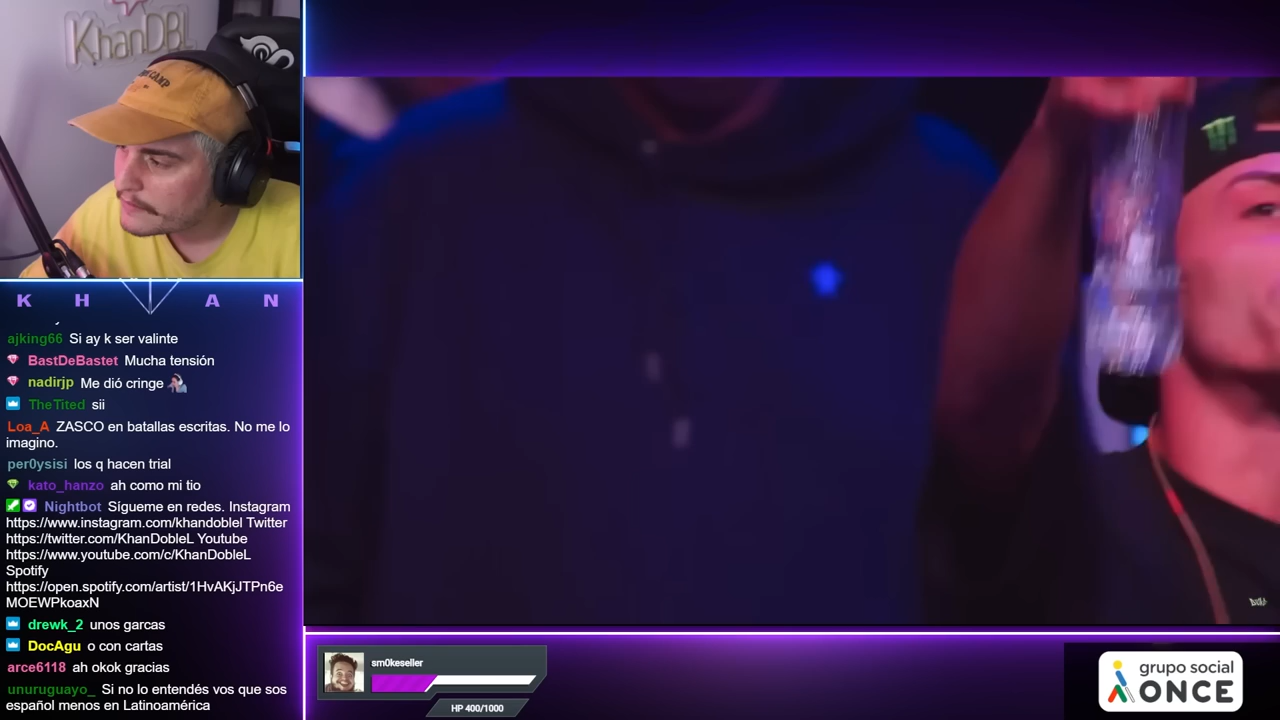 KhanDBL
K H A N
ajking66 Si ay k ser valinte
BastDeBastet Mucha tensión
nadirjp Me dió cringe
TheTited sii
Loa_A ZASCO en batallas escritas. No me lo
imagino.
per0ysisi los q hacen trial
kato_hanzo ah como mi tio
Nightbot Sígueme en redes. Instagram
https://www.instagram.com/khandoblel Twitter
https://twitter.com/KhanDobleL Youtube
https://www.youtube.com/c/KhanDobleL
Spotify
https://open.spotify.com/artist/1HvAKjJTPn6e
MOEWPkoaxN
drewk_2 unos garcas
DocAgu o con cartas
arce6118 ah okok gracias
unuruguayo_ Si no lo entendés vos que sos
español menos en Latinoamérica
sm0keseller
HP 400/1000
grupo social
ONCE